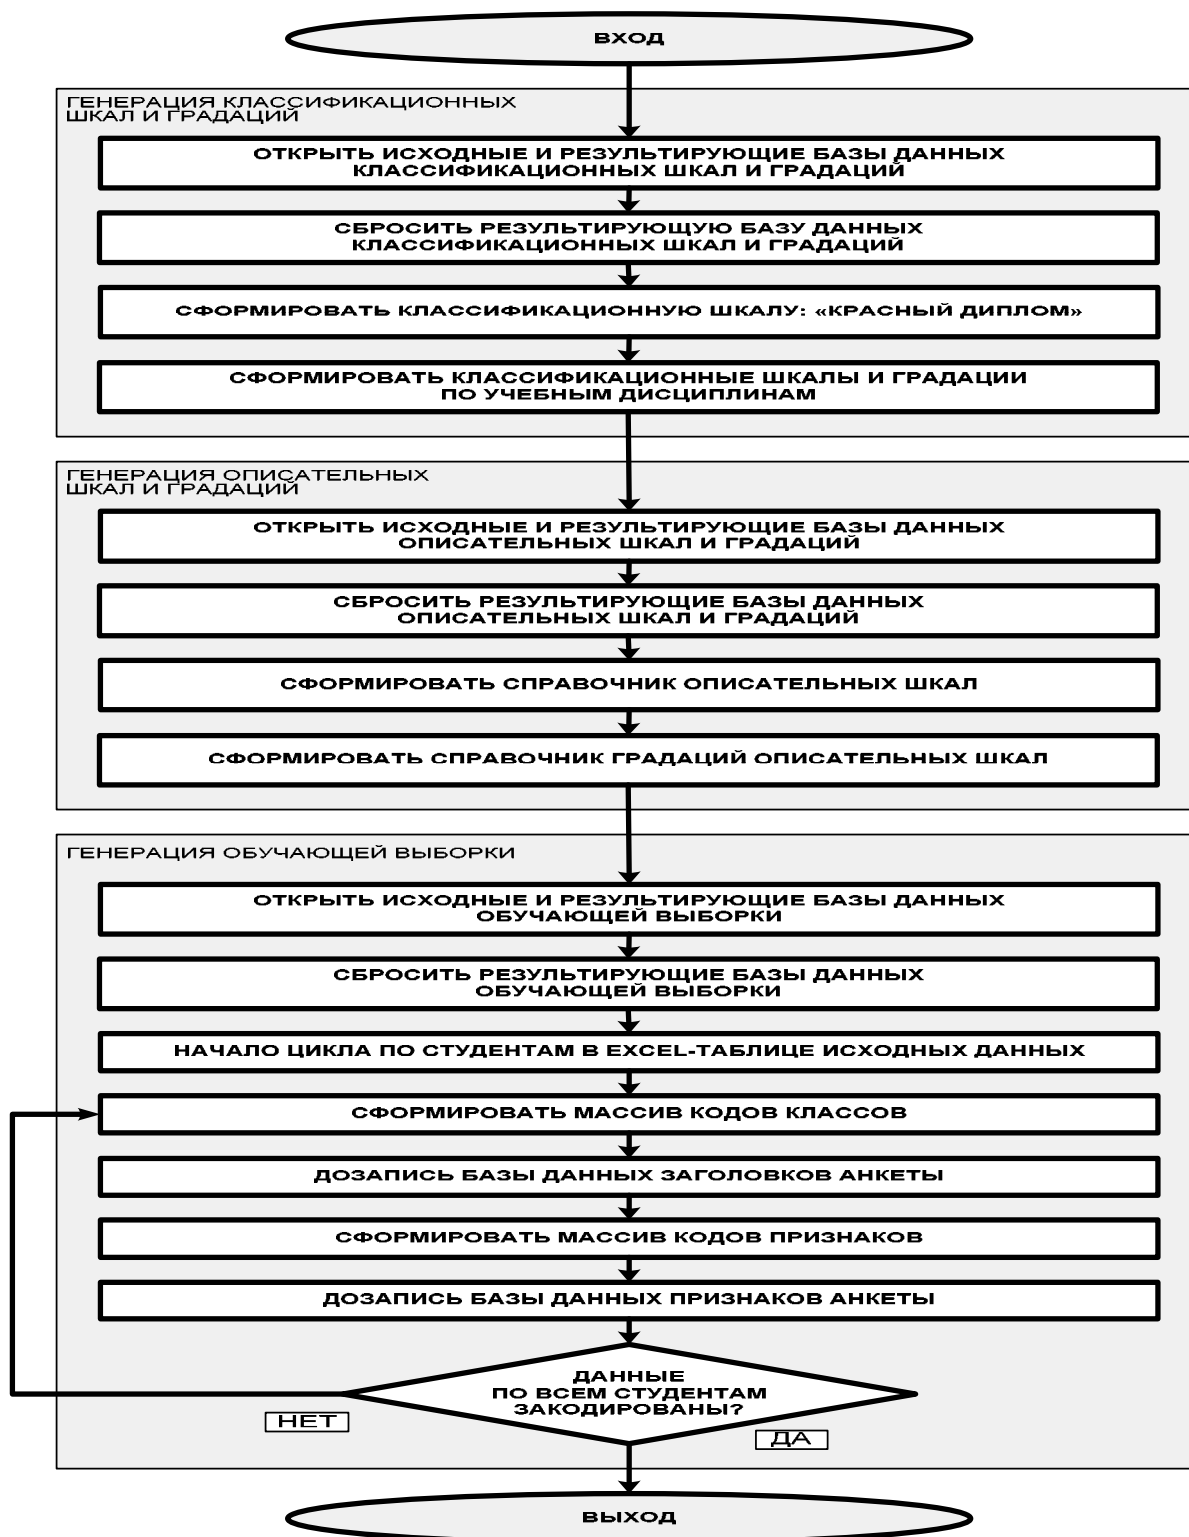 ВХОД
ГЕНЕРАЦИЯ КЛАССИФИКАЦИОННЫХ
ШКАЛ И ГРАДАЦИЙ
ОТКРЫТЬ ИСХОДНЫЕ И РЕЗУЛЬТИРУЮЩИЕ БАЗЫ ДАННЫХ
КЛАССИФИКАЦИОННЫХ ШКАЛ И ГРАДАЦИЙ
СБРОСИТЬ РЕЗУЛЬТИРУЮЩУЮ БАЗУ ДАННЫХ
КЛАССИФИКАЦИОННЫХ ШКАЛ И ГРАДАЦИЙ
СФОРМИРОВАТЬ КЛАССИФИКАЦИОННУЮ ШКАЛУ: «КРАСНЫЙ ДИПЛОМ»
СФОРМИРОВАТЬ КЛАССИФИКАЦИОННЫЕ ШКАЛЫ И ГРАДАЦИИ
ПО УЧЕБНЫМ ДИСЦИПЛИНАМ
ГЕНЕРАЦИЯ ОПИСАТЕЛЬНЫХ
ШКАЛ И ГРАДАЦИЙ
ОТКРЫТЬ ИСХОДНЫЕ И РЕЗУЛЬТИРУЮЩИЕ БАЗЫ ДАННЫХ
ОПИСАТЕЛЬНЫХ ШКАЛ И ГРАДАЦИЙ
СБРОСИТЬ РЕЗУЛЬТИРУЮЩИЕ БАЗЫ ДАННЫХ
ОПИСАТЕЛЬНЫХ ШКАЛ И ГРАДАЦИЙ
СФОРМИРОВАТЬ СПРАВОЧНИК ОПИСАТЕЛЬНЫХ ШКАЛ
СФОРМИРОВАТЬ СПРАВОЧНИК ГРАДАЦИЙ ОПИСАТЕЛЬНЫХ ШКАЛ
ГЕНЕРАЦИЯ ОБУЧАЮЩЕЙ ВЫБОРКИ
ОТКРЫТЬ ИСХОДНЫЕ И РЕЗУЛЬТИРУЮЩИЕ БАЗЫ ДАННЫХ
ОБУЧАЮЩЕЙ ВЫБОРКИ
СБРОСИТЬ РЕЗУЛЬТИРУЮЩИЕ БАЗЫ ДАННЫХ
ОБУЧАЮЩЕЙ ВЫБОРКИ
НАЧАЛО ЦИКЛА ПО СТУДЕНТАМ В EXCEL-ТАБЛИЦЕ ИСХОДНЫХ ДАННЫХ
СФОРМИРОВАТЬ МАССИВ КОДОВ КЛАССОВ
ДОЗАПИСЬ БАЗЫ ДАННЫХ ЗАГОЛОВКОВ АНКЕТЫ
СФОРМИРОВАТЬ МАССИВ КОДОВ ПРИЗНАКОВ
ДОЗАПИСЬ БАЗЫ ДАННЫХ ПРИЗНАКОВ АНКЕТЫ
ДАННЫЕ
ПО ВСЕМ СТУДЕНТАМ
ЗАКОДИРОВАНЫ?
НЕТ
ДА
ВЫХОД